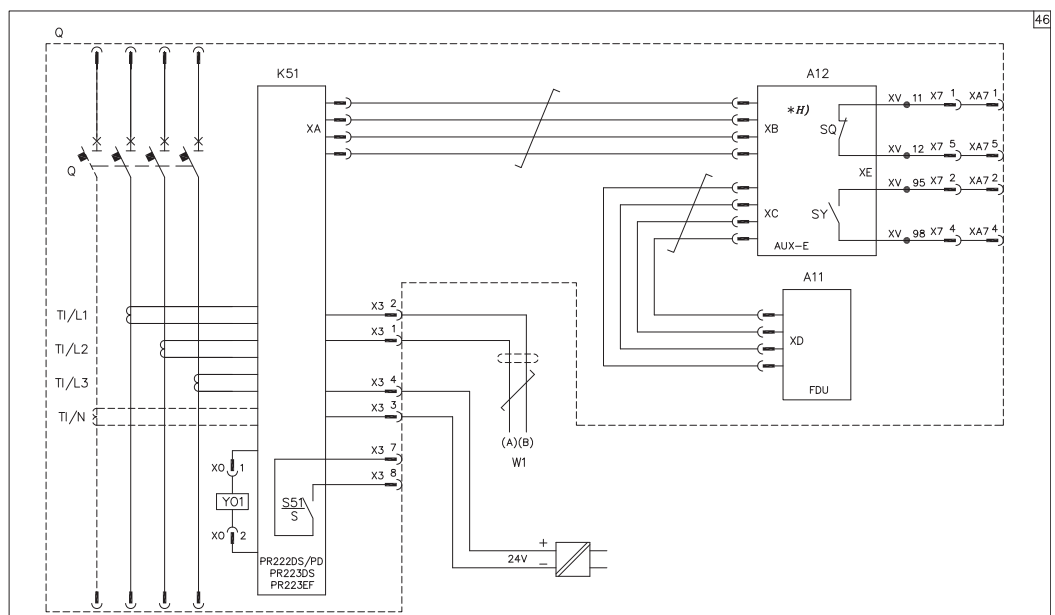 46
Q
K51
A12
XA
*H)
XB
SQ
XV 11 X7 1 XA7 1
XV 12 X7 5 XA7 5
XE
XV 95 X7 2 XA7 2
Q
XC
SY
XV 98 X7 4 XA7 4
AUX-E
A11
TI/L1
X3 2
X3 1
XD
TI/L2
TI/L3
X3 4
FDU
TI/N
X3 3
(A)(B)
W1
X3 7
XO 1
X3 8
YO1
S51
S
XO 2
PR222DS/PD
PR223DS
PR223EF
24V
+
−